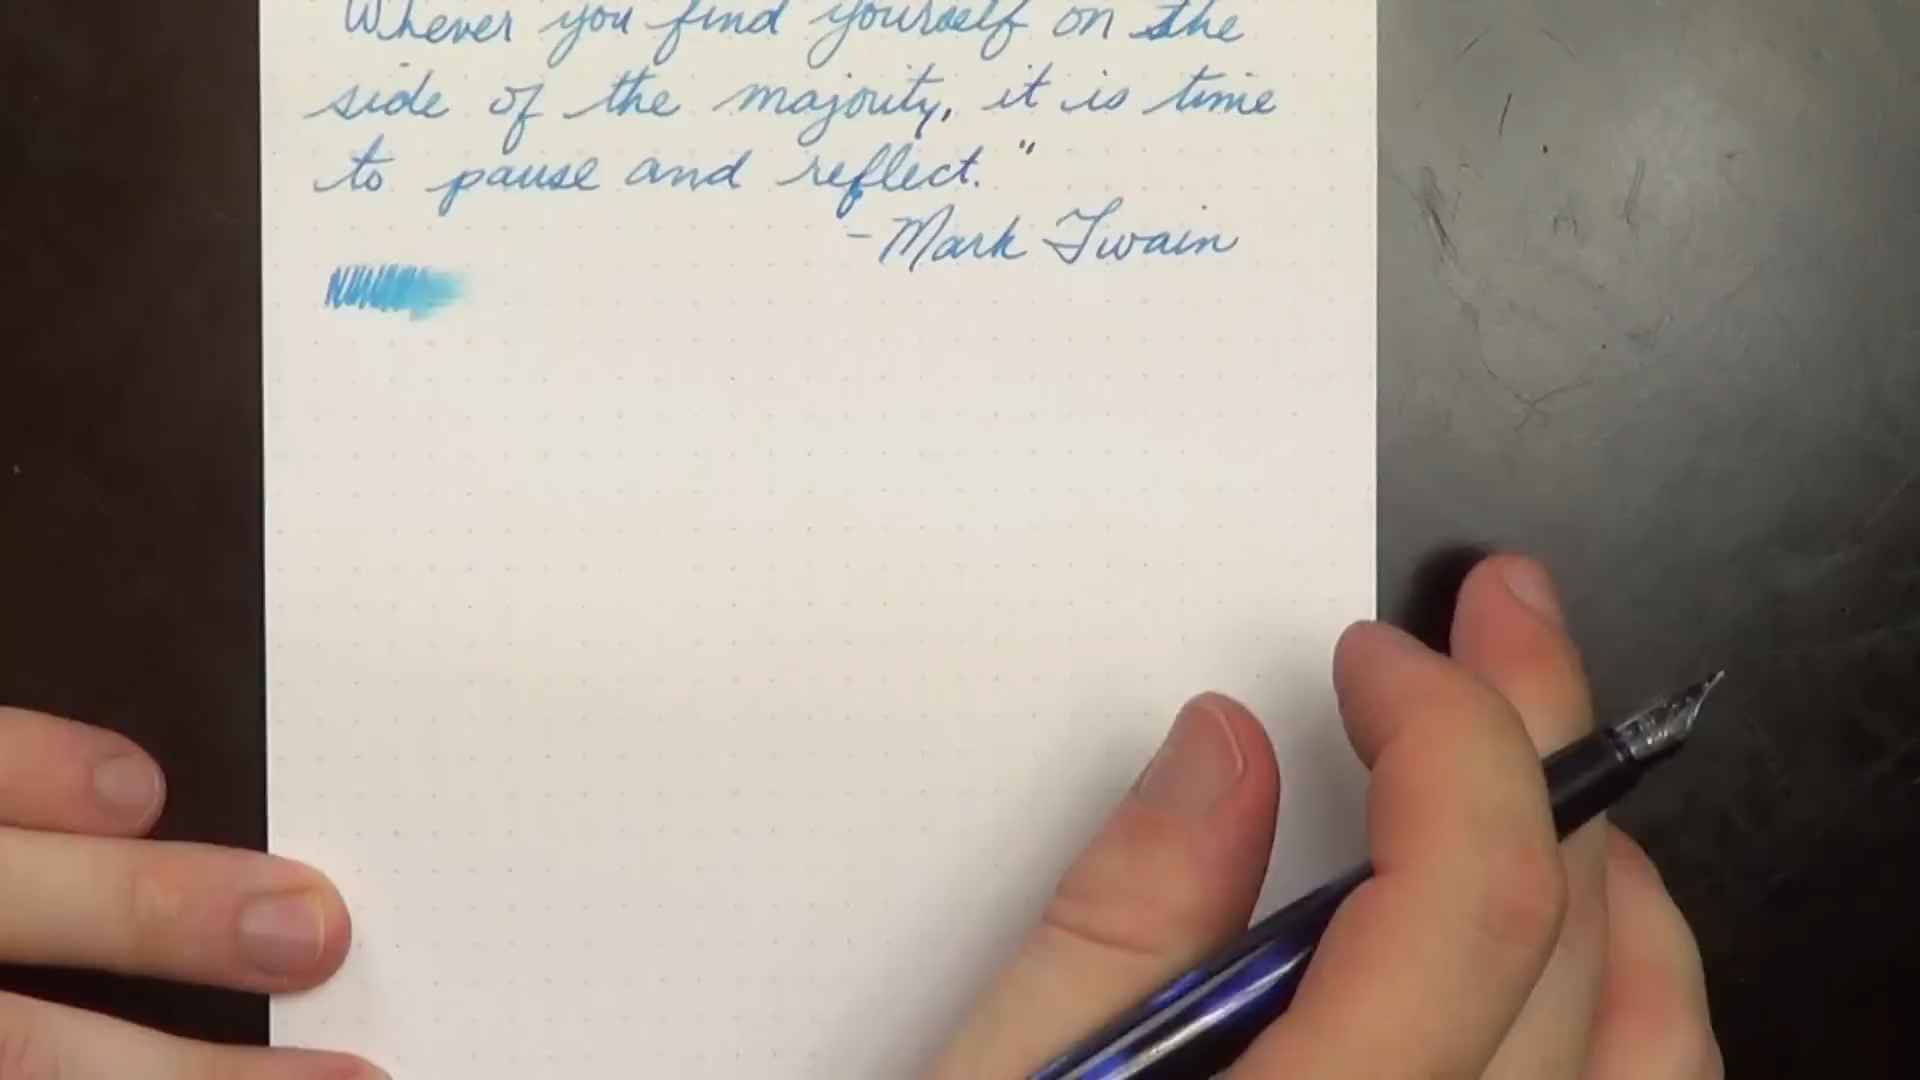 Whever you find yourself on the
side of the majority, it is time
to pause and reflect."
-Mark Twain